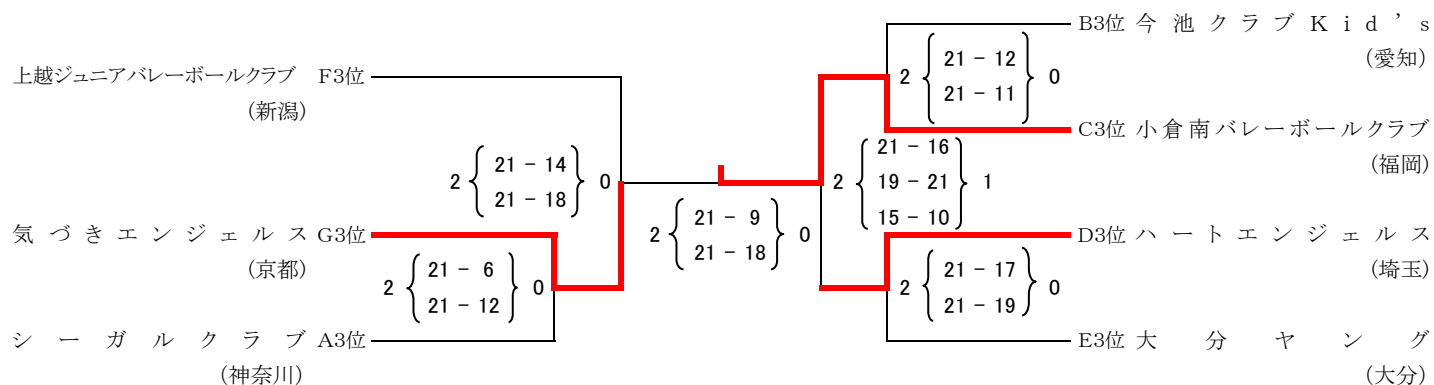 B3位 今池クラブKid's
(愛知)
上越ジュニアバレーボールクラブ F3位
(新潟)
2 21 - 12 0
21 - 11
C3位 小倉南バレーボールクラブ
(福岡)
2 21 - 14 0
21 - 18
2 21 - 16 1
19 - 21
15 - 10
気づきエンジェルス G3位
(京都)
2 21 - 9 0
21 - 18
D3位 ハートエンジェルス
(埼玉)
2 21 - 6 0
21 - 12
2 21 - 17 0
21 - 19
シーガルクラブ A3位
(神奈川)
E3位 大分ヤング
(大分)